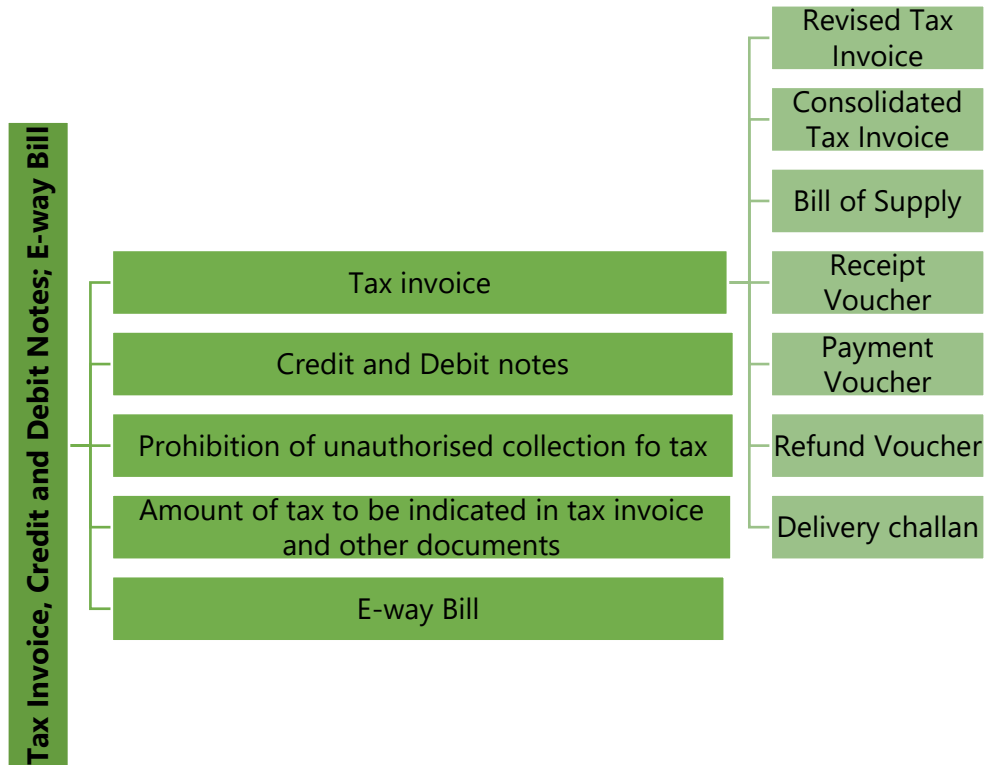 Tax Invoice, Credit and Debit Notes; E-way Bill
Tax invoice
Credit and Debit notes
Prohibition of unauthorised collection fo tax
Amount of tax to be indicated in tax invoice
and other documents
E-way Bill
Revised Tax
Invoice
Consolidated
Tax Invoice
Bill of Supply
Receipt
Voucher
Payment
Voucher
Refund Voucher
Delivery challan